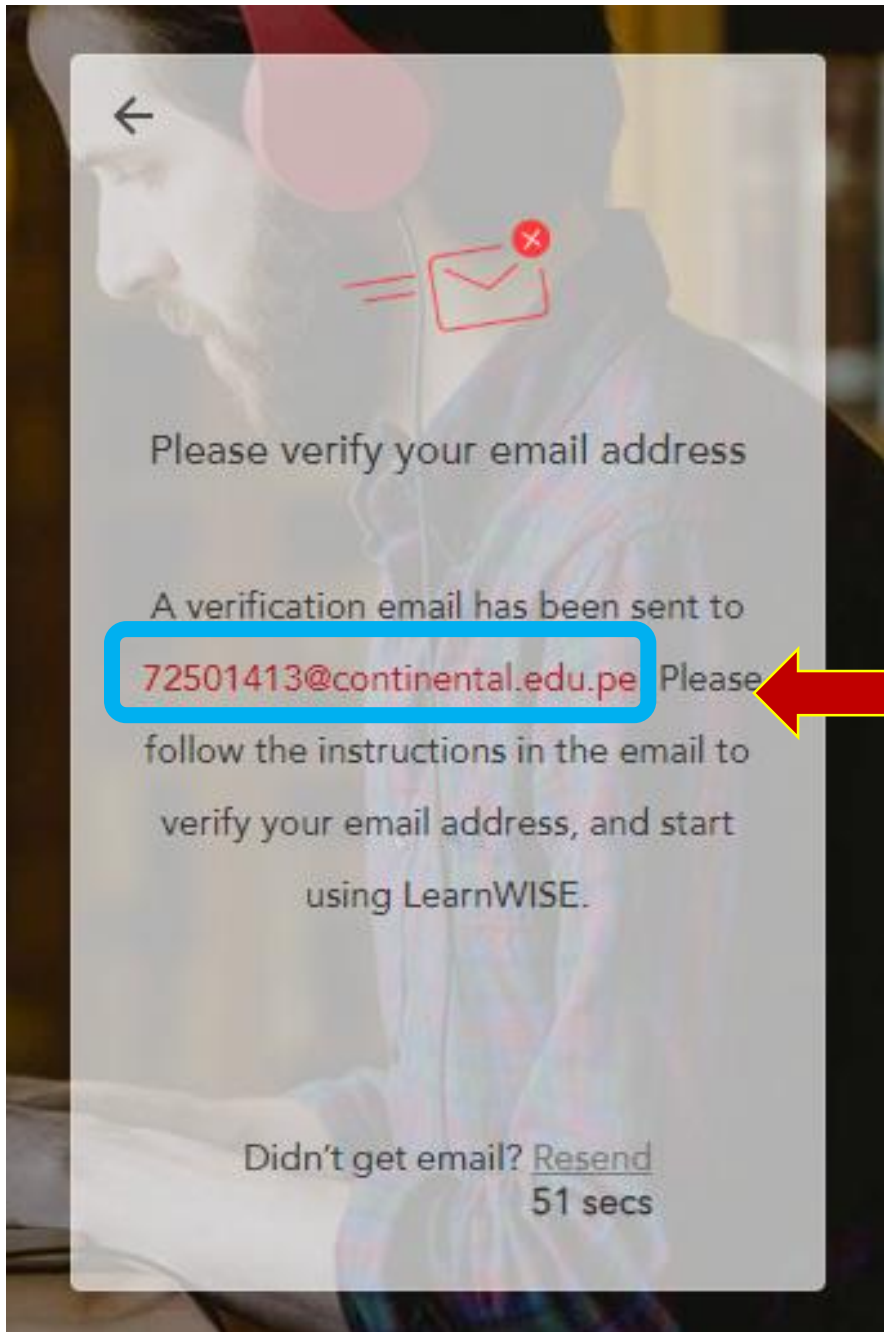 Please verify your email address
A verification email has been sent to
72501413@continental.edu.pe Please
follow the instructions in the email to
verify your email address, and start
using LearnWISE.
Didn't get email? Resend
51 secs